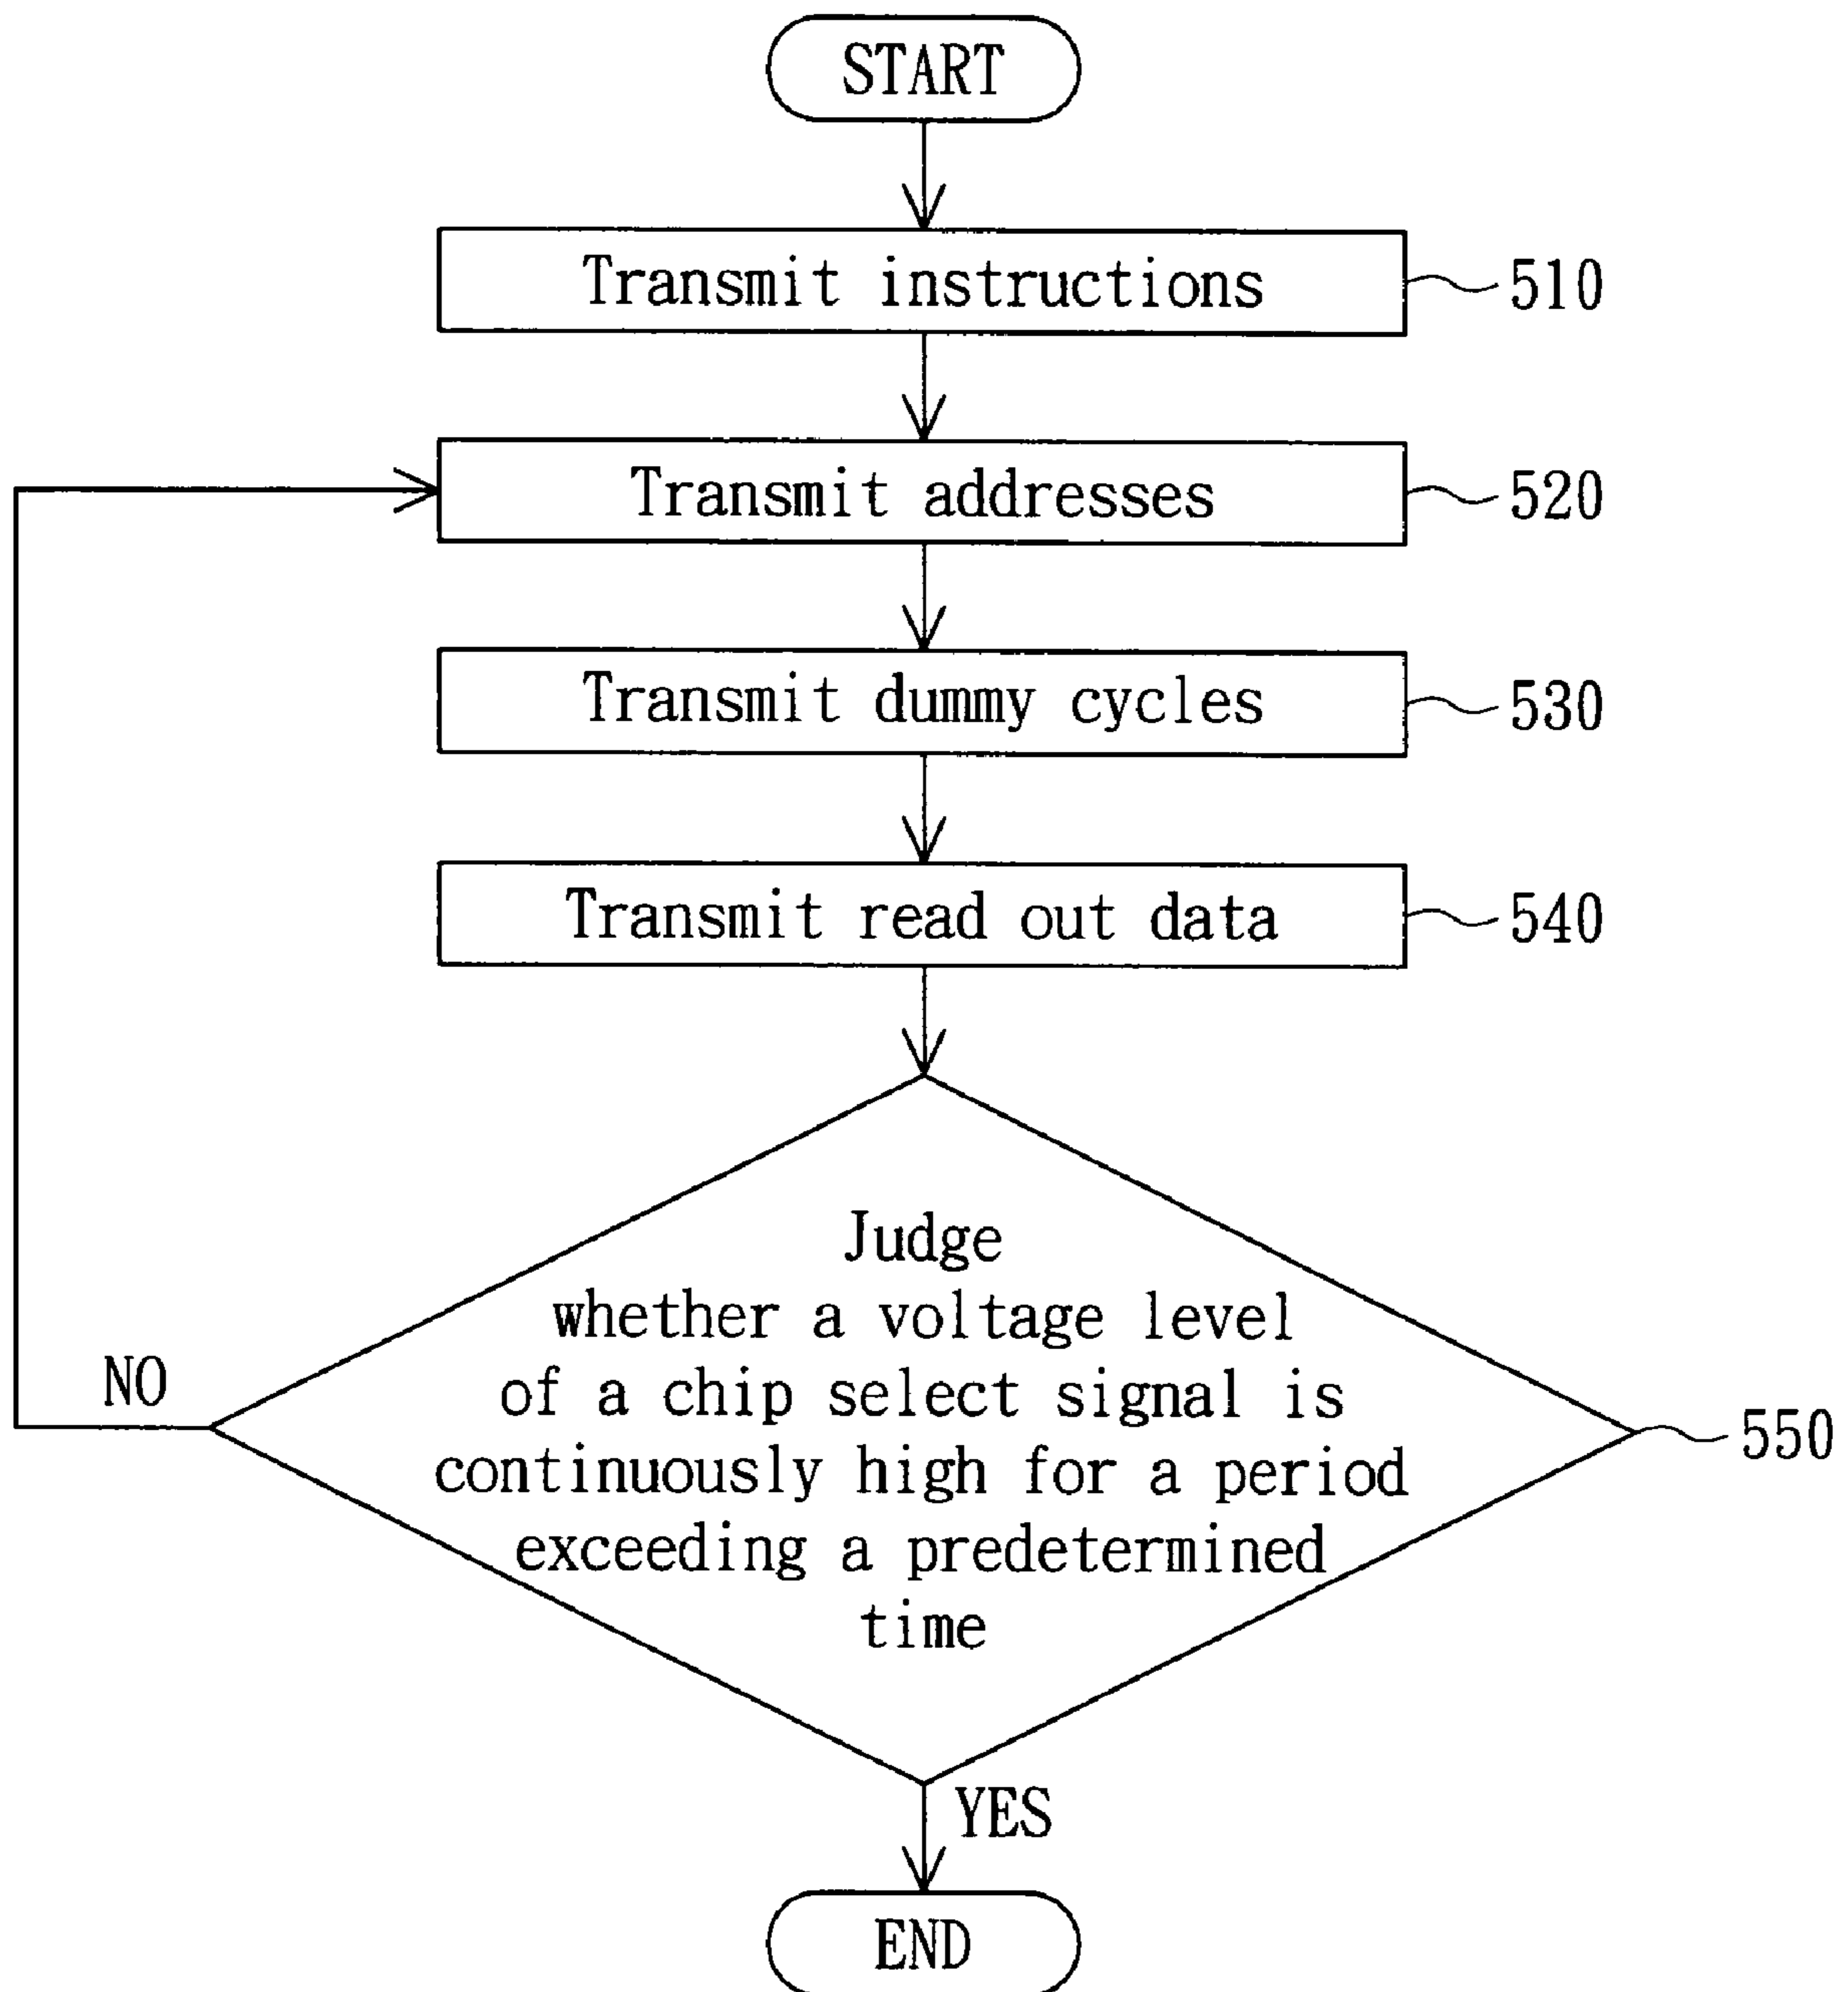 START
Transmit instructions
510
Transmit addresses
520
Transmit dummy cycles
530
Transmit read out data
540
Judge
whether a voltage level
of a chip select signal is
continuously high for a period
exceeding a predetermined
time
NO
550
YES
END